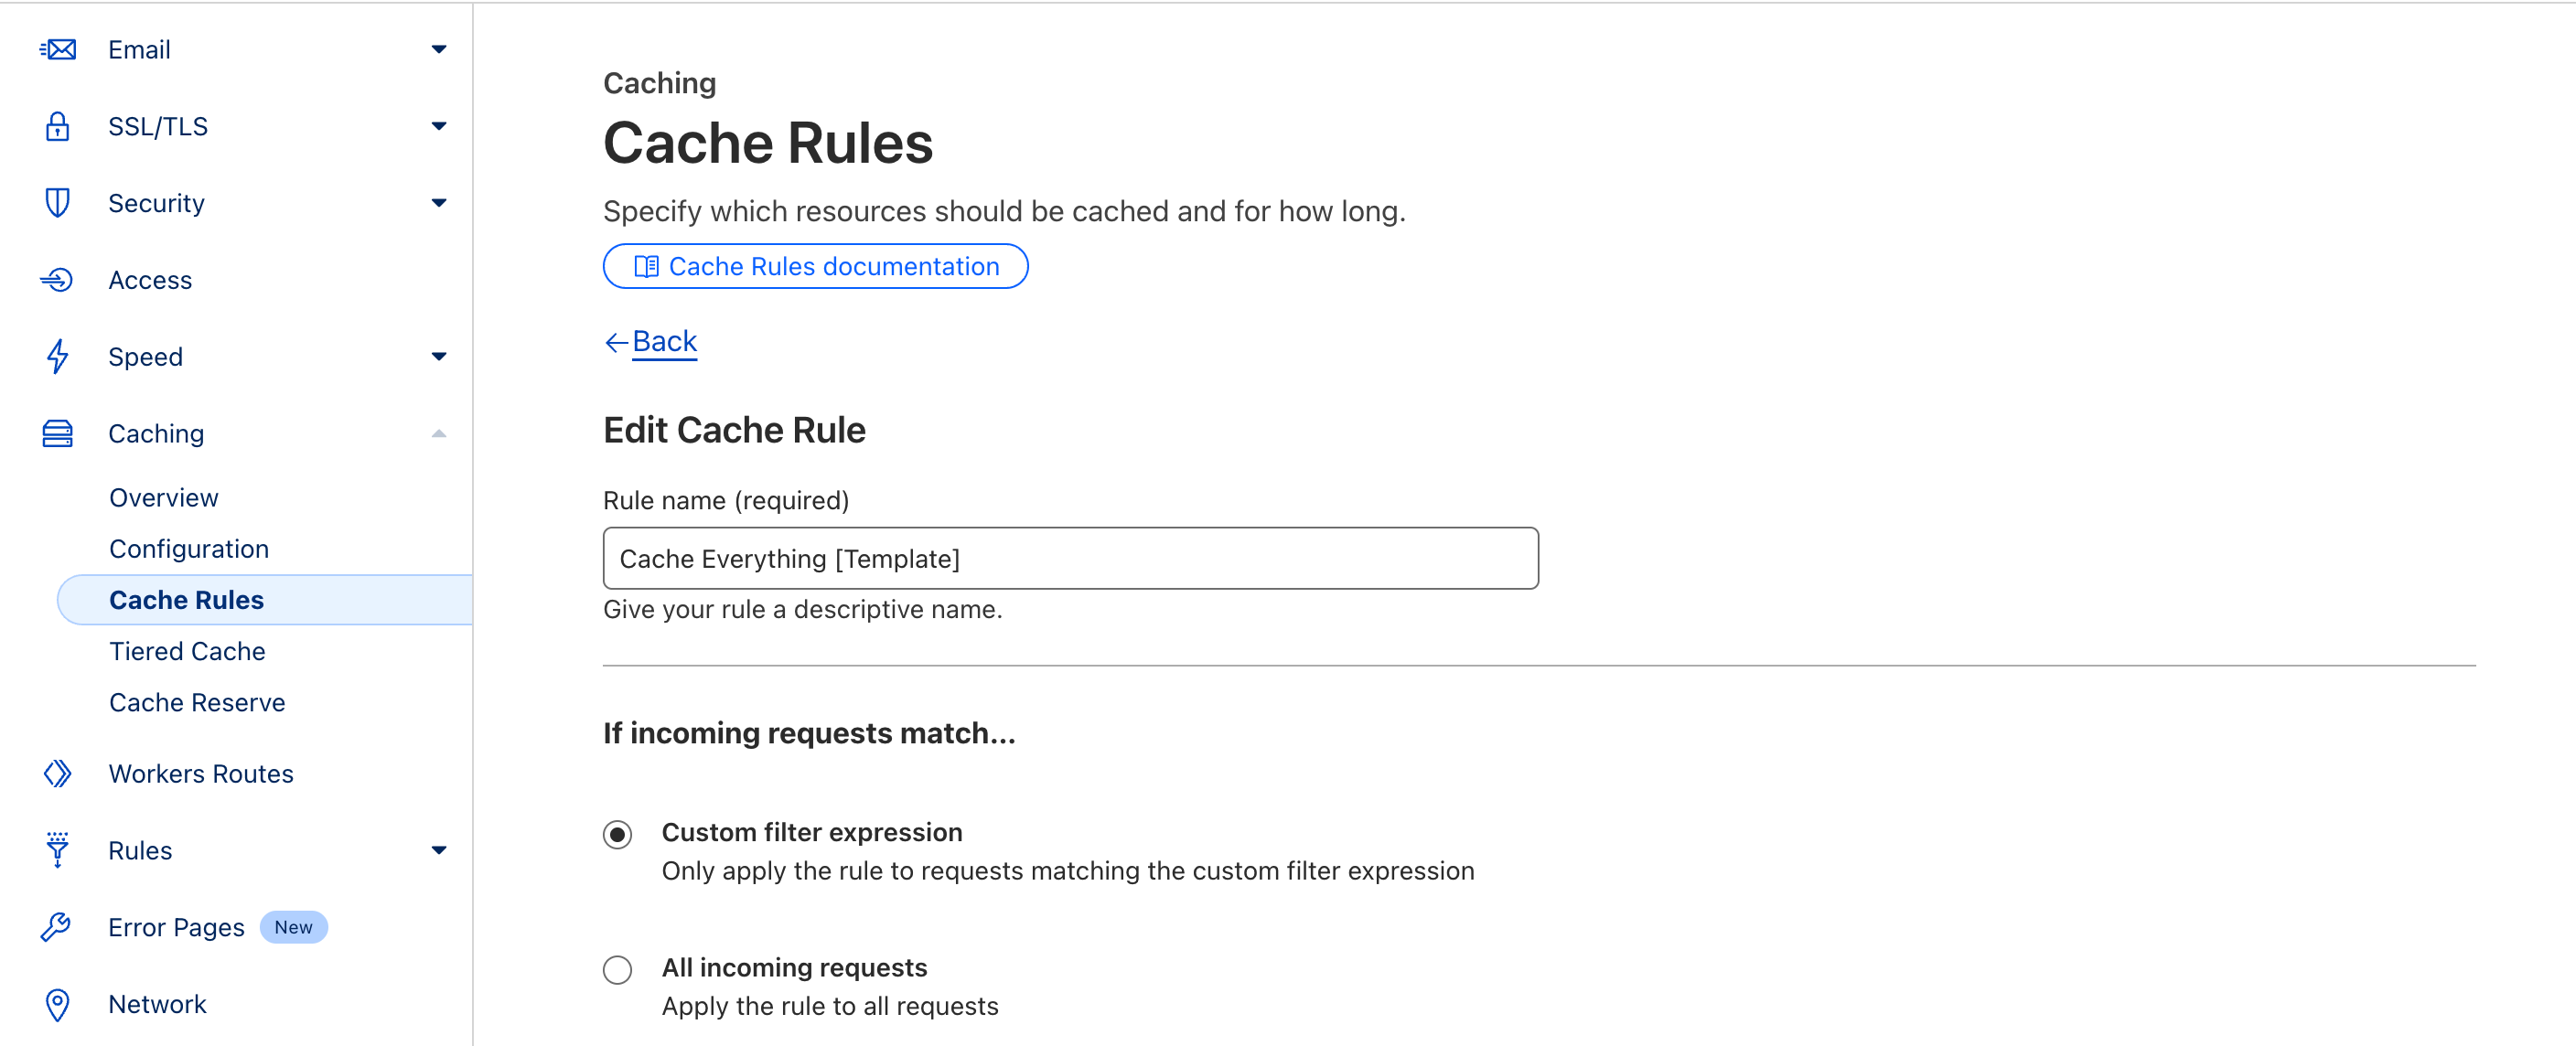 Email
SSL/TLS
Security
Access
Speed
Caching
Overview
Configuration
Cache Rules
Tiered Cache
Cache Reserve
Workers Routes
Rules
Error Pages New
Network
Caching
Cache Rules
Specify which resources should be cached and for how long.
Cache Rules documentation
←Back
Edit Cache Rule
Rule name (required)
Cache Everything [Template]
Give your rule a descriptive name.
If incoming requests match...
Custom filter expression
Only apply the rule to requests matching the custom filter expression
All incoming requests
Apply the rule to all requests